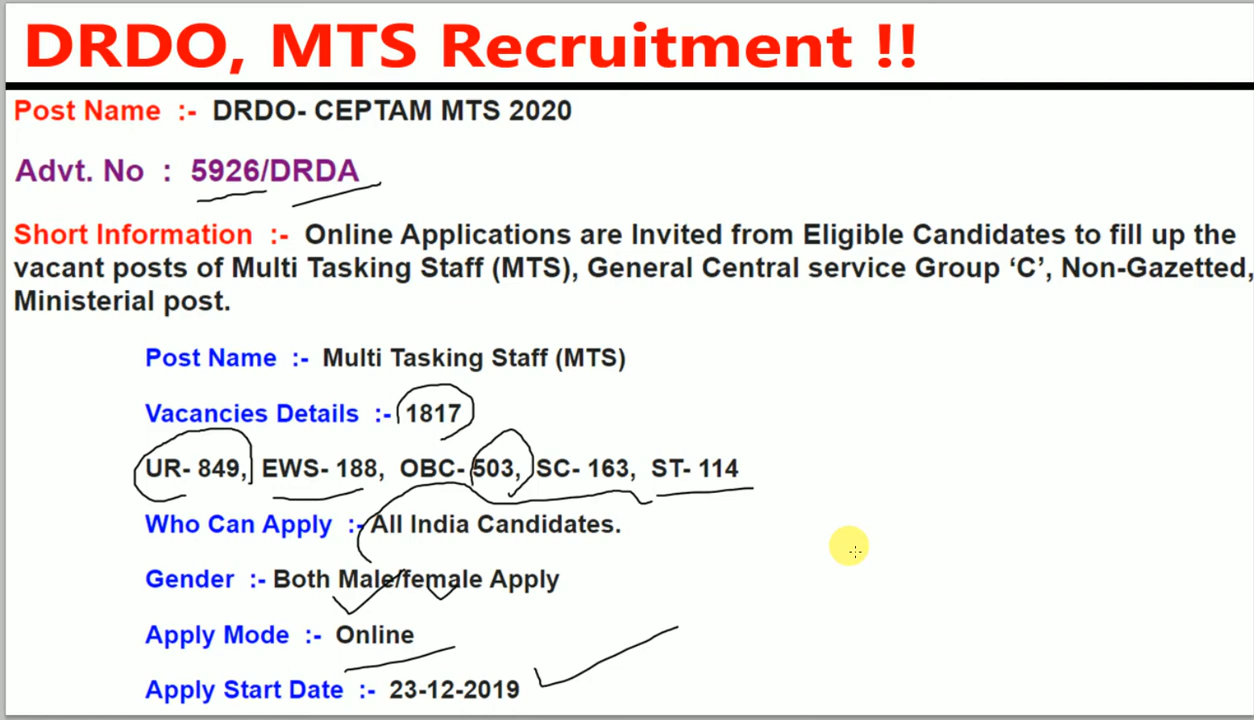 DRDO, MTS Recruitment !!
Post Name :- DRDO- CEPTAM MTS 2020
Advt. No : 5926/DRDA
Short Information :- Online Applications are Invited from Eligible Candidates to fill up the
vacant posts of Multi Tasking Staff (MTS), General Central service Group ‘C’, Non-Gazetted,
Ministerial post.
Post Name :- Multi Tasking Staff (MTS)
Vacancies Details :- 1817
UR- 849, EWS- 188, OBC- 503, SC- 163, ST- 114
Who Can Apply :- All India Candidates.
Gender :- Both Male/female Apply
Apply Mode :- Online
Apply Start Date :- 23-12-2019